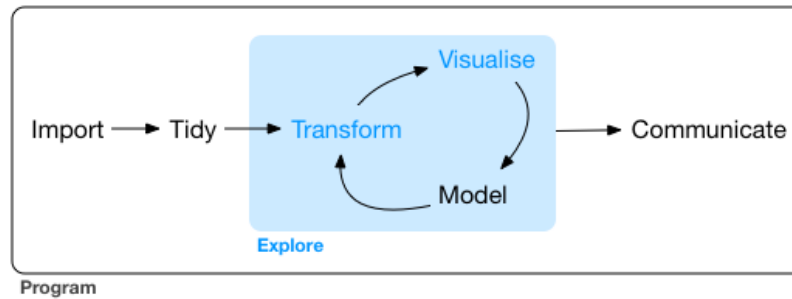 Visualise
Import
Tidy
Transform
Communicate
Model
Explore
Program